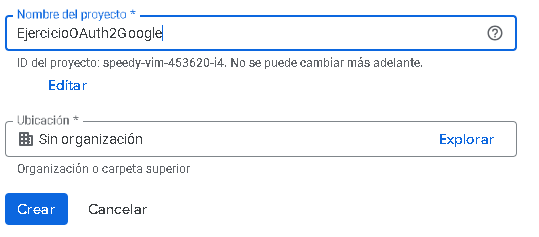 Nombre del proyecto *
EjercicioOAuth2Google
ID del proyecto: speedy-vim-453620-i4. No se puede cambiar más adelante.
Editar
Ubicación *
Sin organización Explorar
Organización o carpeta superior
Crear Cancelar